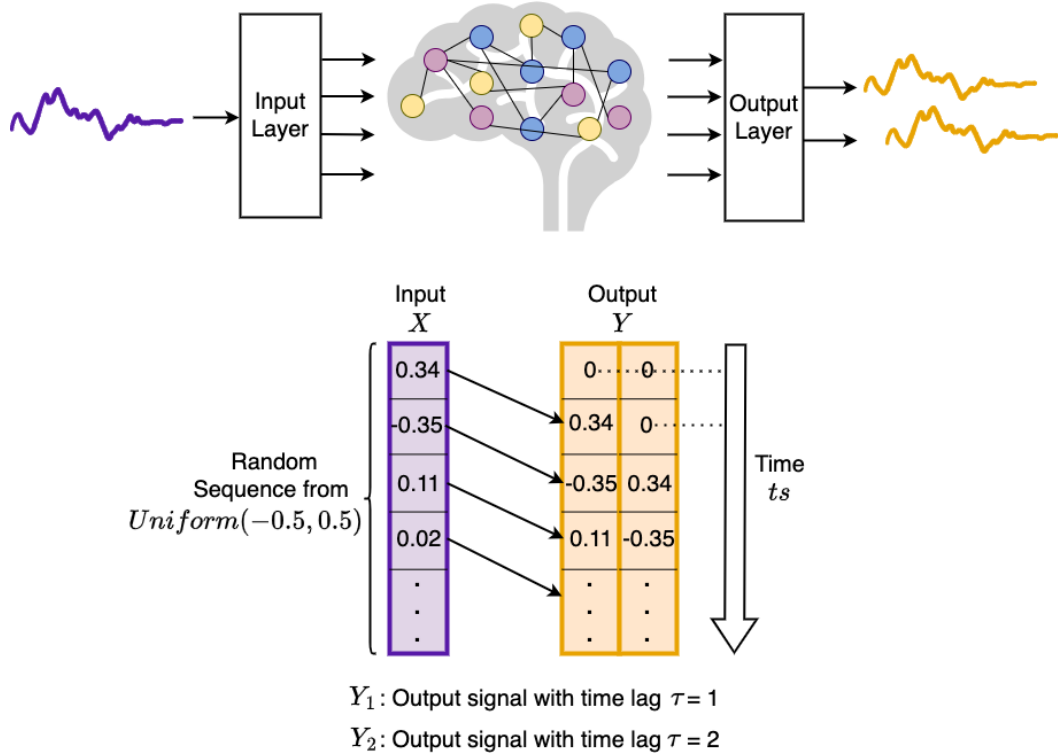 Input
Layer
Output
Layer
Input
X
Output
Y
0.34 0 0
-0.35 0.34 0
0.11 -0.35 0.34
0.02 0.11 -0.35
Random
Sequence from
Uniform(−0.5, 0.5)
Time
ts
Y₁: Output signal with time lag τ = 1
Y₂: Output signal with time lag τ = 2